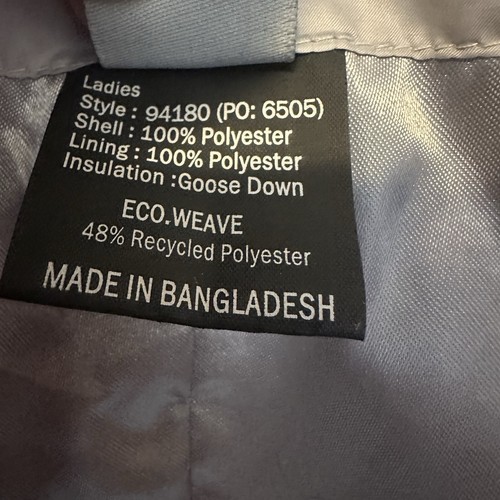 Ladies
Style : 94180 (PO: 6505)
Shell : 100% Polyester
Lining : 100% Polyester
Insulation :Goose Down
ECO.WEAVE
48% Recycled Polyester
MADE IN BANGLADESH